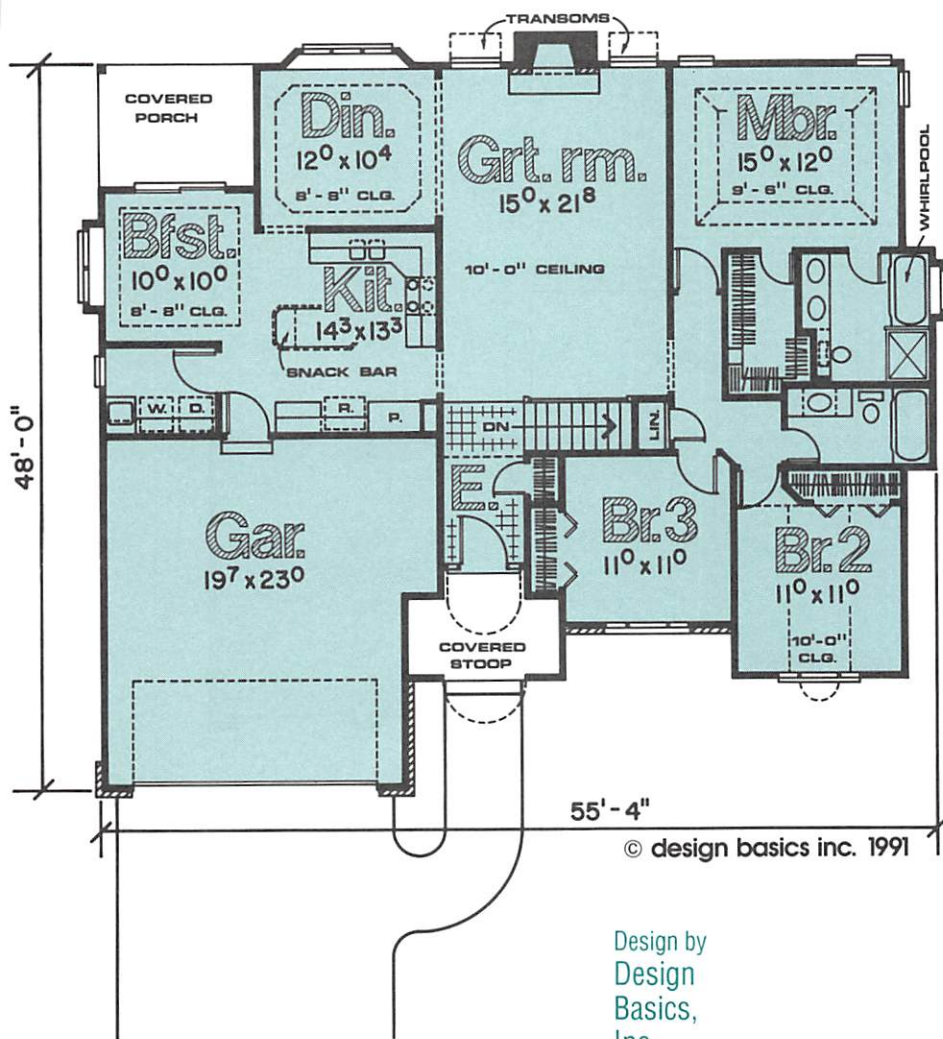 TRANSOMS
COVERED
PORCH
Din.
12⁰ x 10⁴
8'-8" CLG.
Grt. rm.
15⁰ x 21⁸
10'-0" CEILING
Mbr.
15⁰ x 12⁰
9'-6" CLG.
WHIRLPOOL
Bfst.
10⁰ x 10⁰
8'-8" CLG.
Kit.
14³ x 13³
SNACK BAR
W.
D.
R.
P.
DN
LIN.
48'-0"
Gar.
19⁷ x 23⁰
E.
Br. 3
11⁰ x 11⁰
Br. 2
11⁰ x 11⁰
10'-0"
CLG.
COVERED
STOOP
55'-4"
© design basics inc. 1991
Design by
Design
Basics,